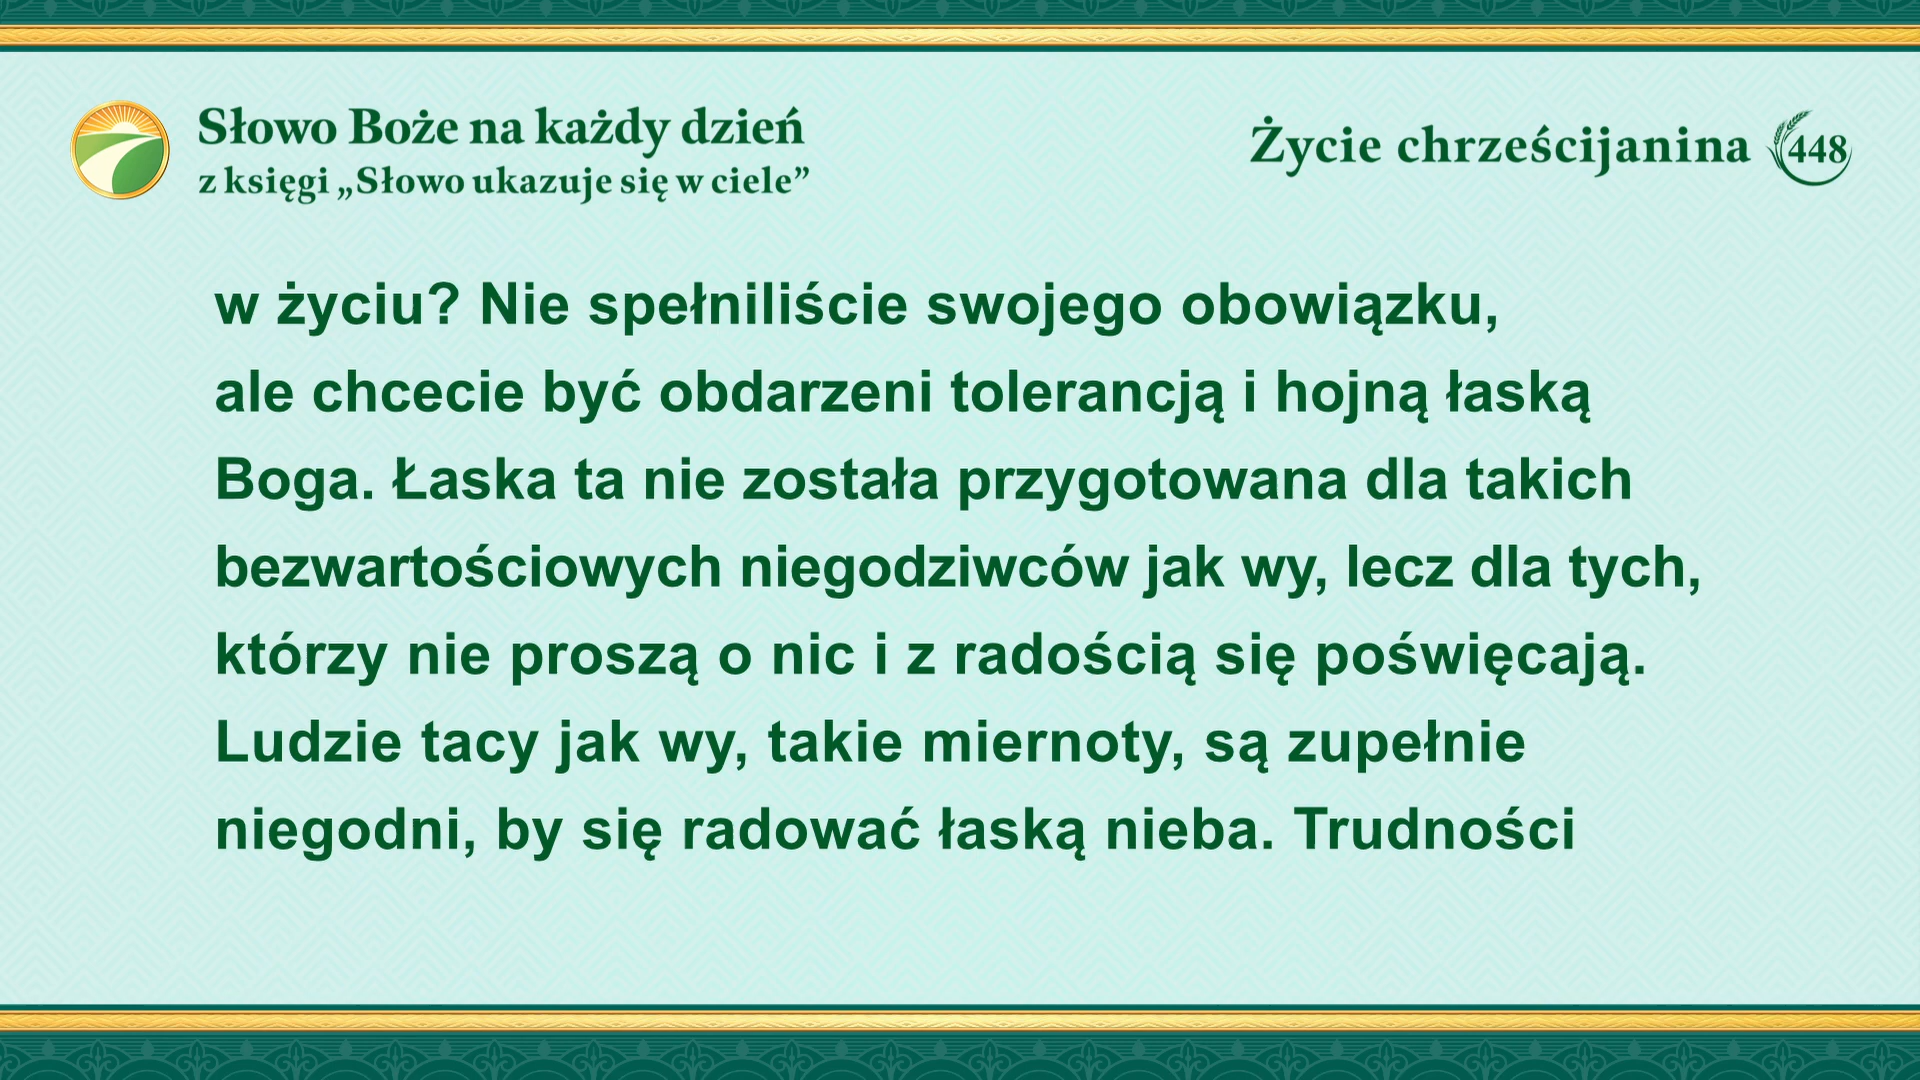 Słowo Boże na każdy dzień
z księgi „Słowo ukazuje się w ciele”
Życie chrześcijanina 448
w życiu? Nie spełniliście swojego obowiązku,
ale chcecie być obdarzeni tolerancją i hojną łaską
Boga. Łaska ta nie została przygotowana dla takich
bezwartościowych niegodziwców jak wy, lecz dla tych,
którzy nie proszą o nic i z radością się poświęcają.
Ludzie tacy jak wy, takie miernoty, są zupełnie
niegodni, by się radować łaską nieba. Trudności